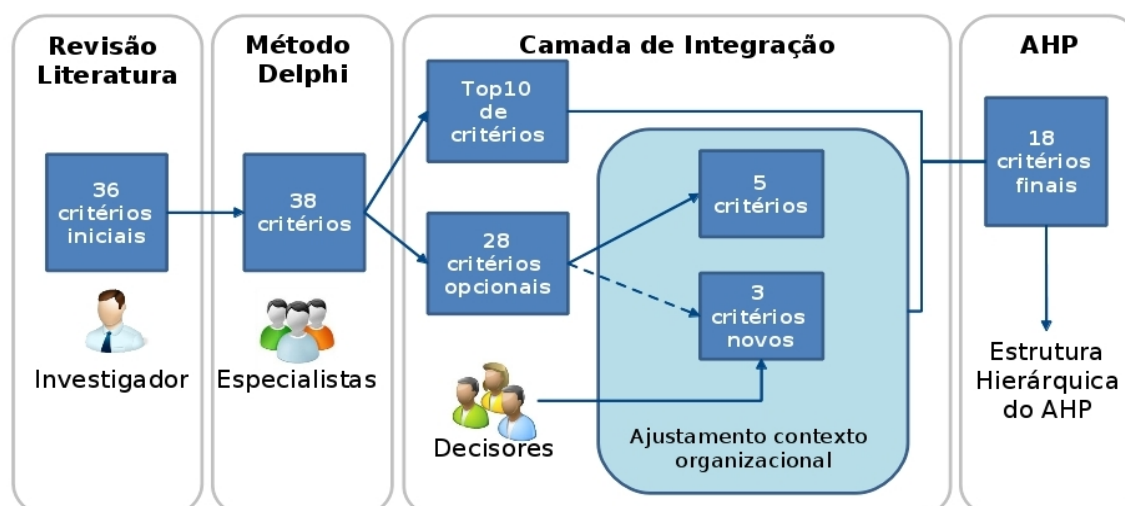 Revisão
Literatura
36
critérios
iniciais
Investigador
Método
Delphi
38
critérios
Especialistas
Camada de Integração
Top10
de
critérios
28
critérios
opcionais
Decisores
5
critérios
3
critérios
novos
Ajustamento contexto
organizacional
AHP
18
critérios
finais
Estrutura
Hierárquica
do AHP